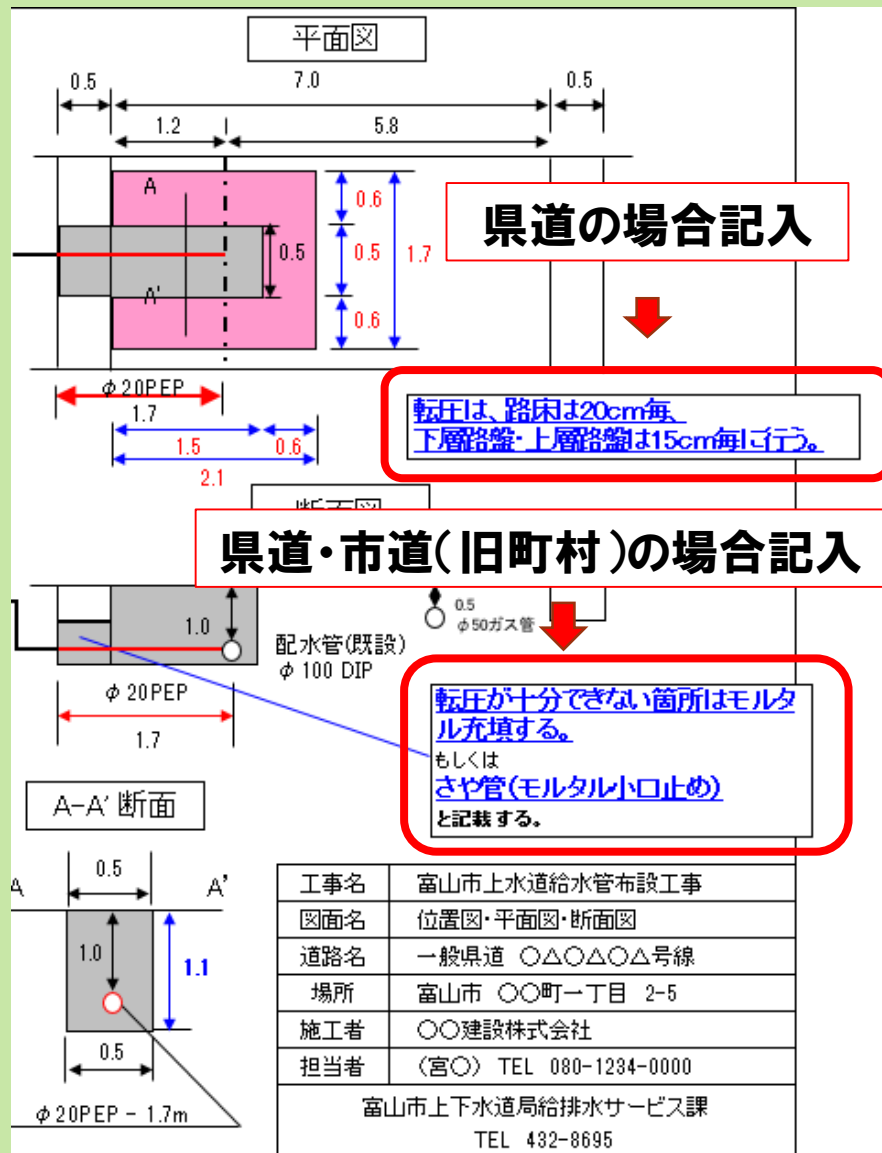 平面図
0.5
7.0
0.5
1.2
5.8
A
0.6
県道の場合記入
0.5
0.5
1.7
A'
0.6
φ20PEP
1.7
転圧は、路床は20cm毎、
下層路盤・上層路盤は15cm毎に行う。
1.5
0.6
2.1
県道・市道(旧町村)の場合記入
1.0
0.5
φ50ガス管
配水管(既設)
φ100 DIP
φ20PEP
1.7
転圧が十分できない箇所はモルタ
ル充填する。
もしくは
さや管(モルタル小口止め)
と記載する。
A-A' 断面
A
0.5
A'
1.0
1.1
0.5
φ20PEP - 1.7m
工事名 富山市上水道給水管布設工事
図面名 位置図・平面図・断面図
道路名 一般県道 ○△○△○△号線
場所 富山市 ○○町一丁目 2-5
施工者 ○○建設株式会社
担当者 (宮○) TEL 080-1234-0000
富山市上下水道局給排水サービス課
TEL 432-8695